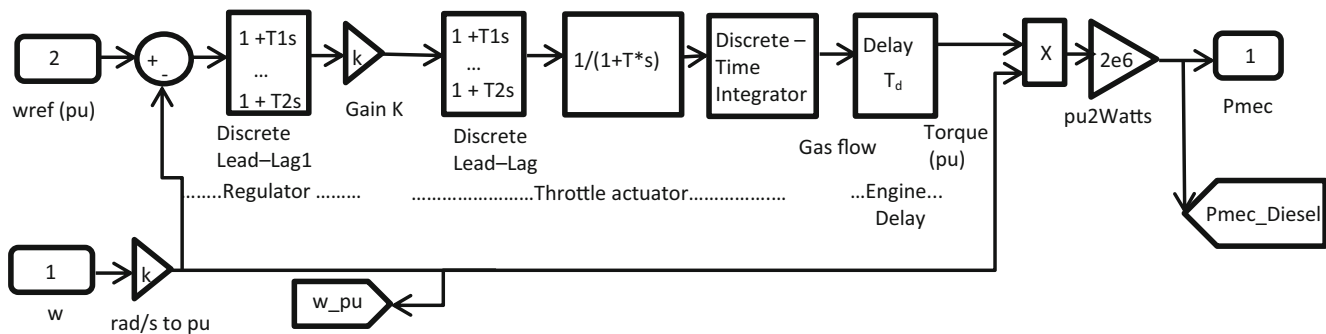 2
wref (pu)
+
-
1 +T1s
...
1 + T2s
Discrete
Lead–Lag1
k
Gain K
1 +T1s
...
1 + T2s
Discrete
Lead–Lag
1/(1+T*s)
Discrete –
Time
Integrator
Gas flow
Delay
Td
Torque
(pu)
X
2e6
pu2Watts
1
Pmec
........Regulator ........
........................Throttle actuator.....................
...Engine...
Delay
Pmec_Diesel
1
w
k
rad/s to pu
w_pu